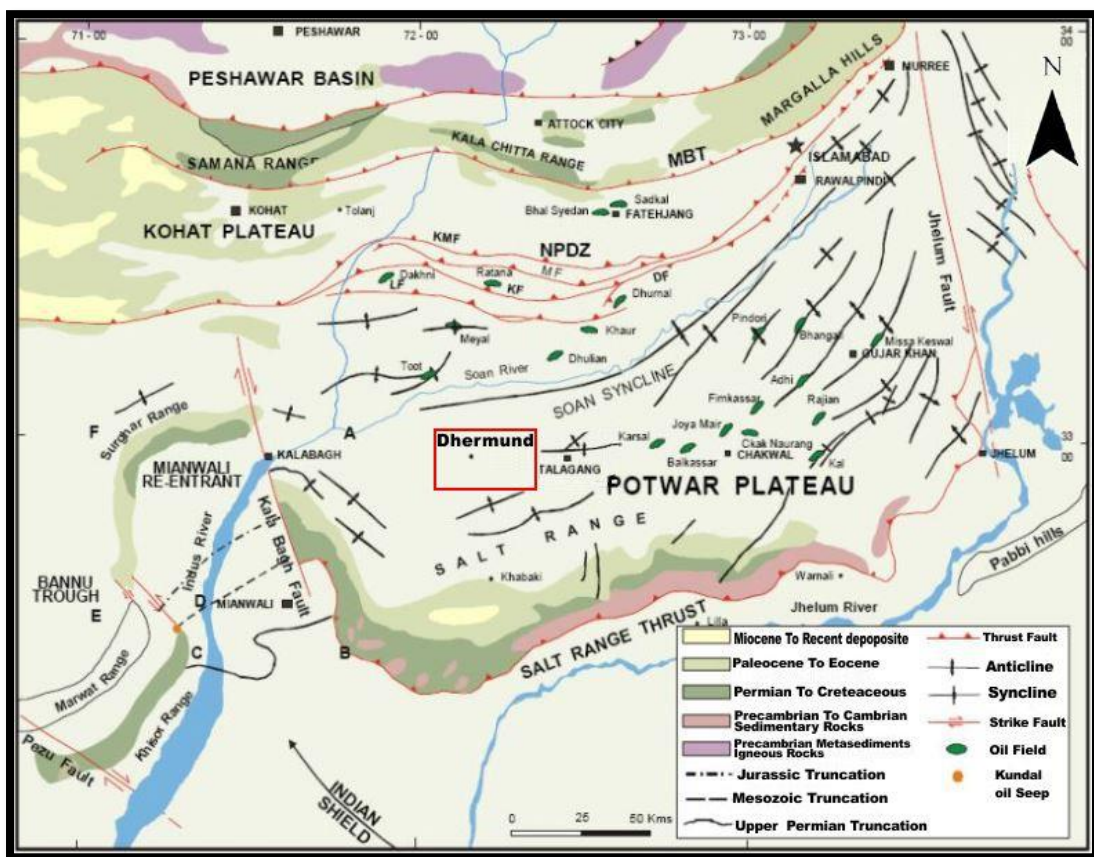 71 - 00
72 - 00
73 - 00
34
00
PESHAWAR
PESHAWAR BASIN
MARGALLA HILLS
MURREE
N
ATTOCK CITY
KALA CHITTA RANGE
SAMANA RANGE
MBT
ISLAMABAD
RAWALPINDI
KOHAT
Tolanj
Sadkal
Bhal Syedan
FATEHJANG
KOHAT PLATEAU
KMF
NPDZ
MF
Dakhni
LF
Ratana
KF
DF
Dhurnal
Jhelum Fault
Meyal
Khaur
Pindori
Bhangali
Missa Keswal
GUJAR KHAN
Dhulian
Toot
Soan River
SOAN SYNCLINE
Adhi
Fimkassar
Rajian
Surghar Range
F
A
Dhermund
Karsal
Joya Mair
Ckak Naurang
33
00
KALABAGH
TALAGANG
Balkassar
CHAKWAL
Kal
JHELUM
MIANWALI
RE-ENTRANT
POTWAR PLATEAU
Kala Bagh Fault
Indus River
SALT RANGE
Khabaki
Warnali
Pabbi hills
BANNU
TROUGH
E
D
MIANWALI
Jhelum River
Lilla
SALT RANGE THRUST
C
B
Marwat Range
Khisor Range
Pezu Fault
INDIAN
SHIELD
0 25 50 Kms
Miocene To Recent depoposite
Paleocene To Eocene
Permian To Creteaceous
Precambrian To Cambrian
Sedimentary Rocks
Precambrian Metasediments
Igneous Rocks
Jurassic Truncation
Mesozoic Truncation
Upper Permian Truncation
Thrust Fault
Anticline
Syncline
Strike Fault
Oil Field
Kundal
oil Seep